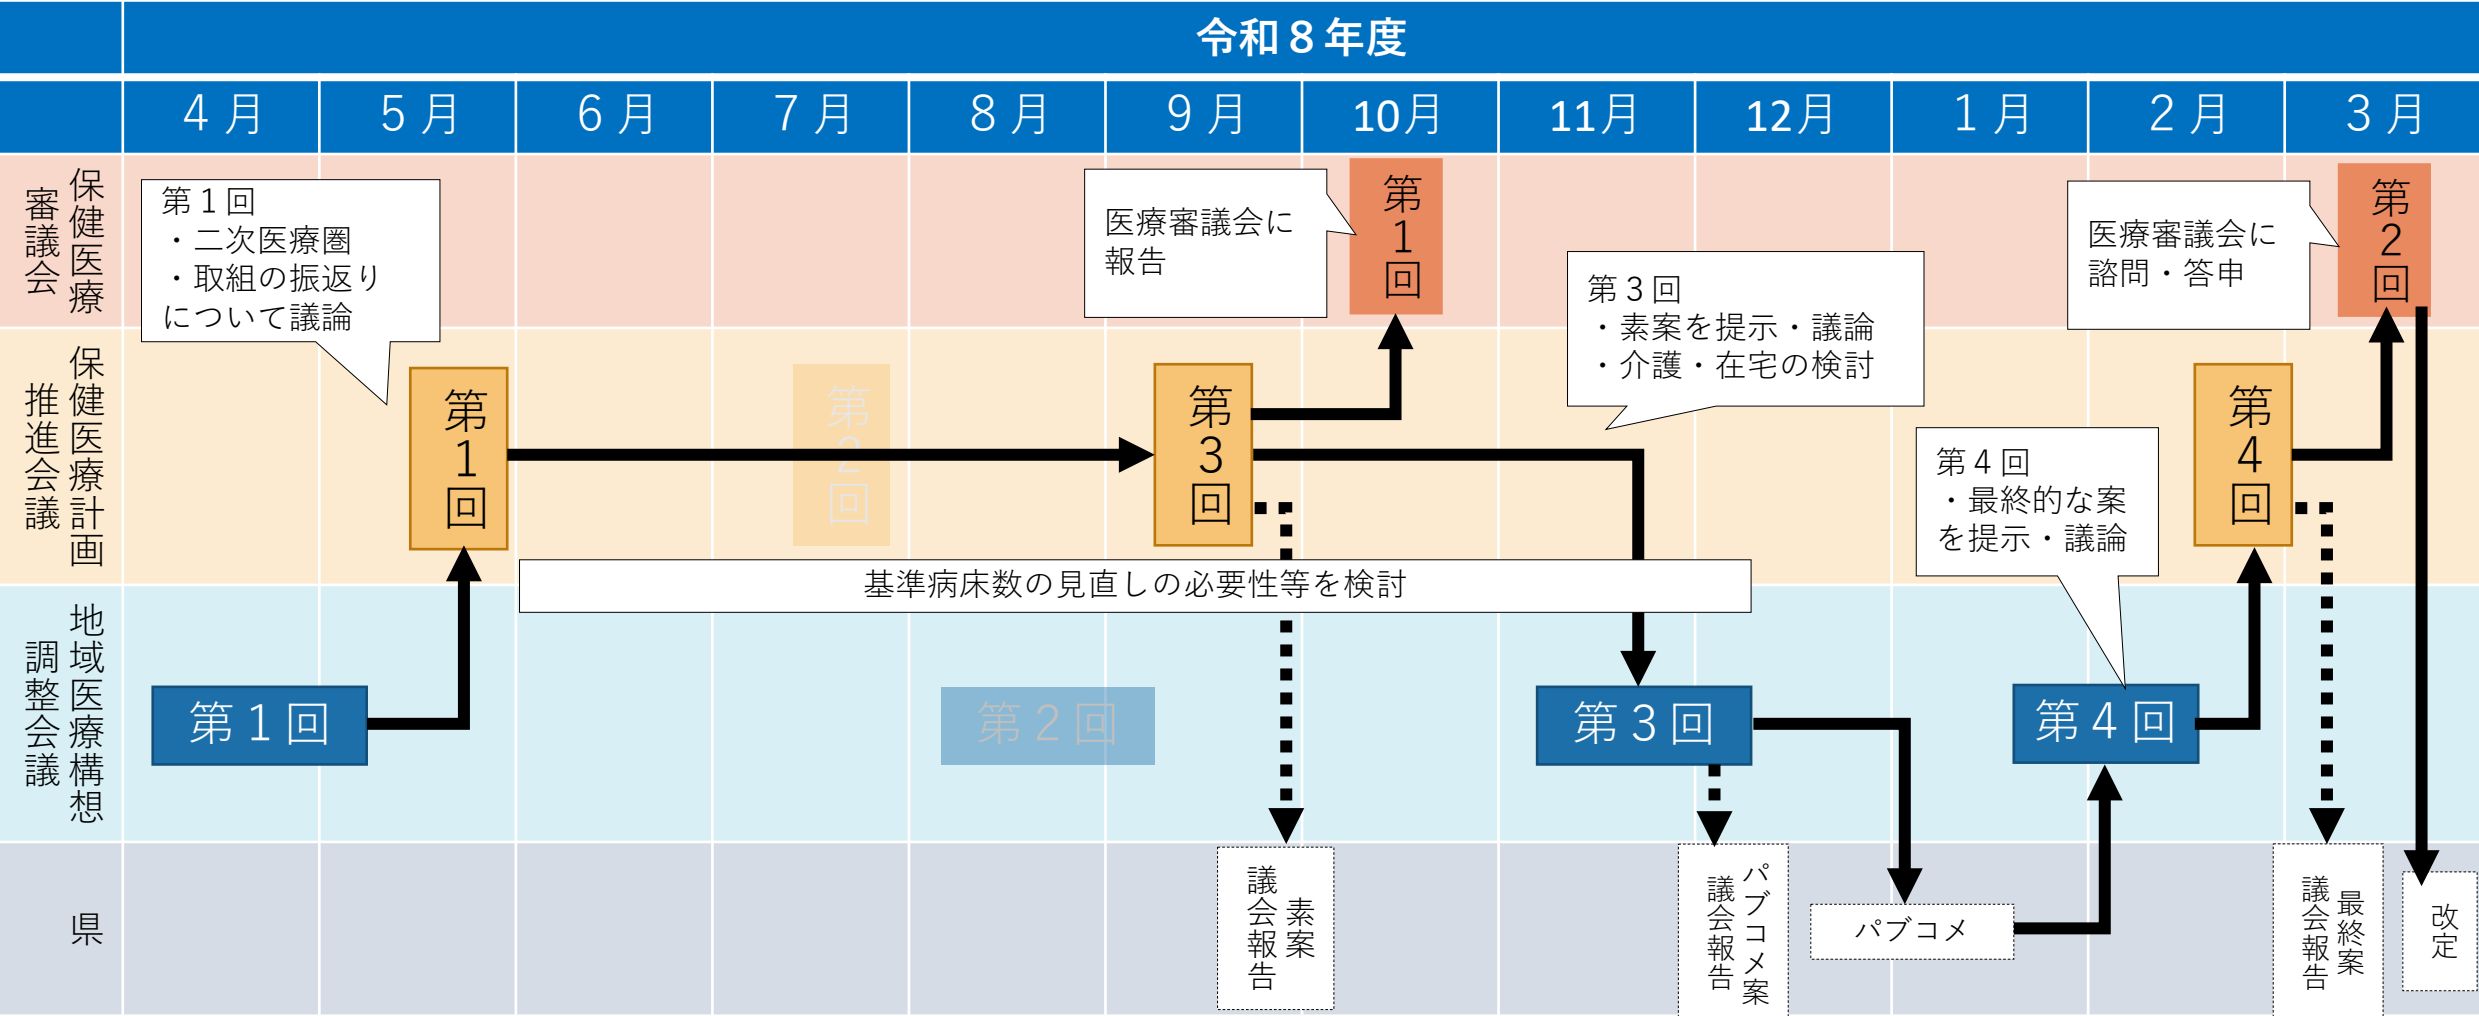 令和８年度
４月
５月
６月
７月
８月
９月
10月
11月
12月
１月
２月
３月
保健医療
審議会
第１回
・二次医療圏
・取組の振返り
について議論
医療審議会に
報告
第１回
第３回
・素案を提示・議論
・介護・在宅の検討
医療審議会に
諮問・答申
第２回
保健医療計画
推進会議
第１回
第２回
第３回
第４回
・最終的な案
を提示・議論
第４回
基準病床数の見直しの必要性等を検討
地域医療構想
調整会議
第１回
第２回
第３回
第４回
県
素案
議会報告
パブコメ案
議会報告
パブコメ
最終案
議会報告
改定